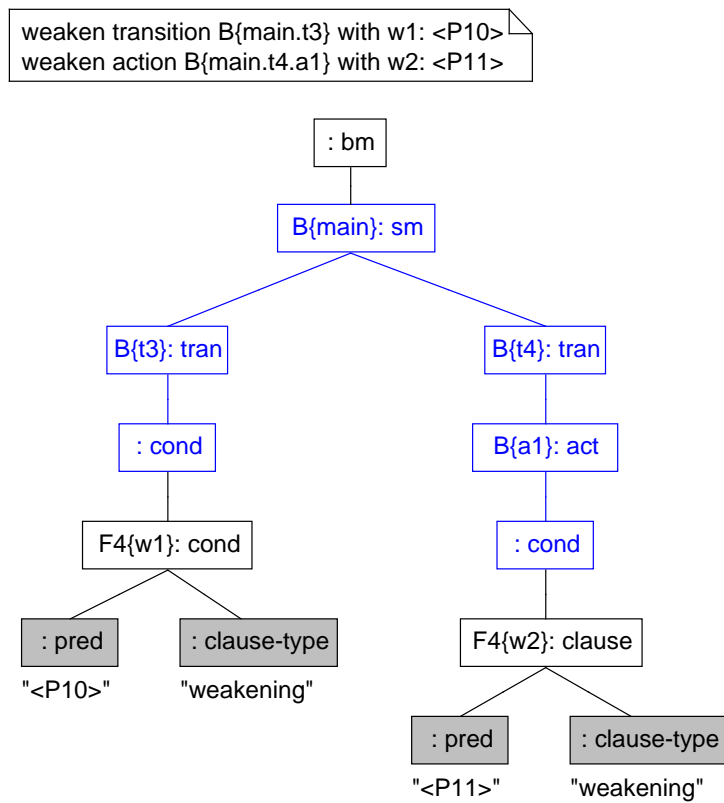 weaken transition B{main.t3} with w1: <P10>
weaken action B{main.t4.a1} with w2: <P11>
: bm
B{main}: sm
B{t3}: tran
B{t4}: tran
: cond
B{a1}: act
F4{w1}: cond
: cond
: pred
: clause-type
F4{w2}: clause
"<P10>"
"weakening"
: pred
: clause-type
"<P11>"
"weakening"